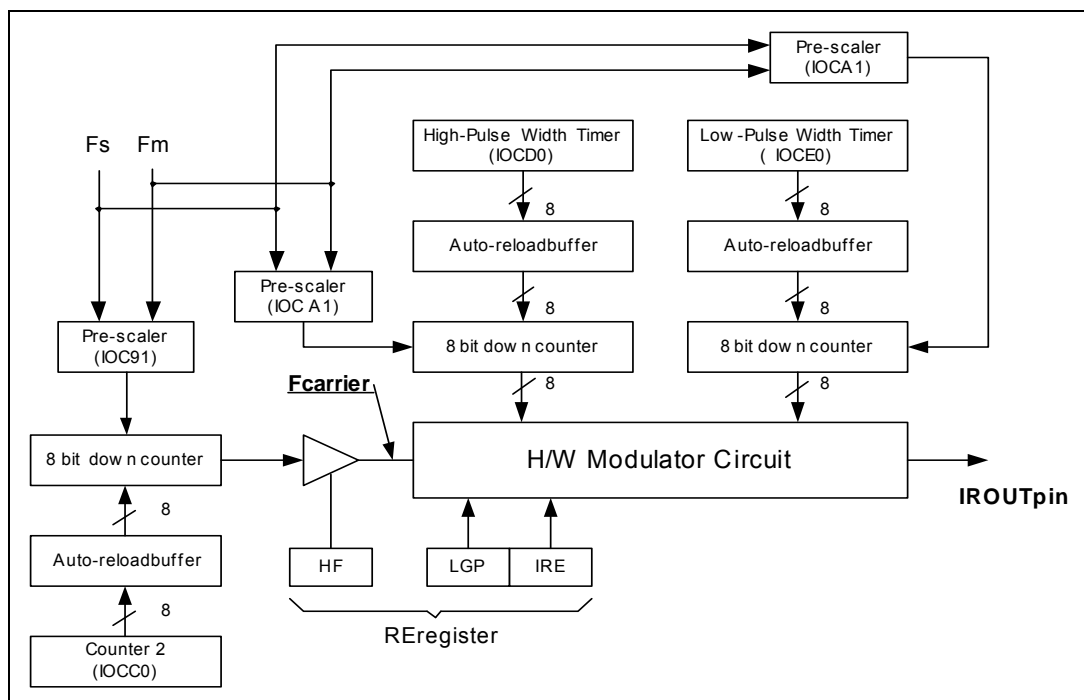 Pre-scaler
(IOCA1)
Fs Fm
High-Pulse Width Timer
(IOCD0)
Low-Pulse Width Timer
( IOCE0)
8
8
Auto-reloadbuffer
Auto-reloadbuffer
Pre-scaler
(IOC A1)
8
8
Pre-scaler
(IOC91)
8 bit dow n counter
8 bit dow n counter
Fcarrier
8
8
8 bit dow n counter
H/W Modulator Circuit
IROUTpin
8
Auto-reloadbuffer
HF
LGP
IRE
8
REregister
Counter 2
(IOCC0)